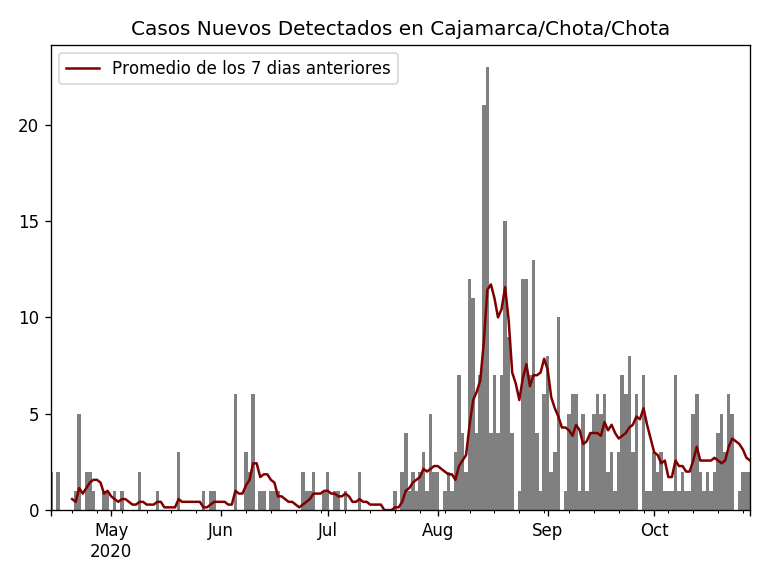 Casos Nuevos Detectados en Cajamarca/Chota/Chota
Promedio de los 7 dias anteriores
20
15
10
5
0
May Jun Jul Aug Sep Oct
2020